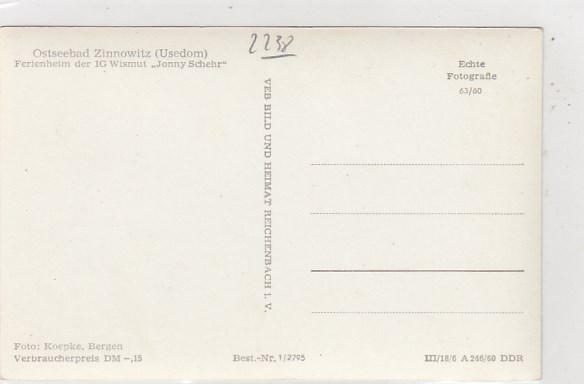 2238
Ostseebad Zinnowitz (Usedom)
Ferienheim der IG Wismut „Jonny Schehr“
Echte
Fotografie
63/60
VEB BILD UND HEIMAT REICHENBACH i. V.
Foto: Koepke, Bergen
Verbraucherpreis DM –,15
Best.-Nr. 1/2795
III/18/6 A 246/60 DDR